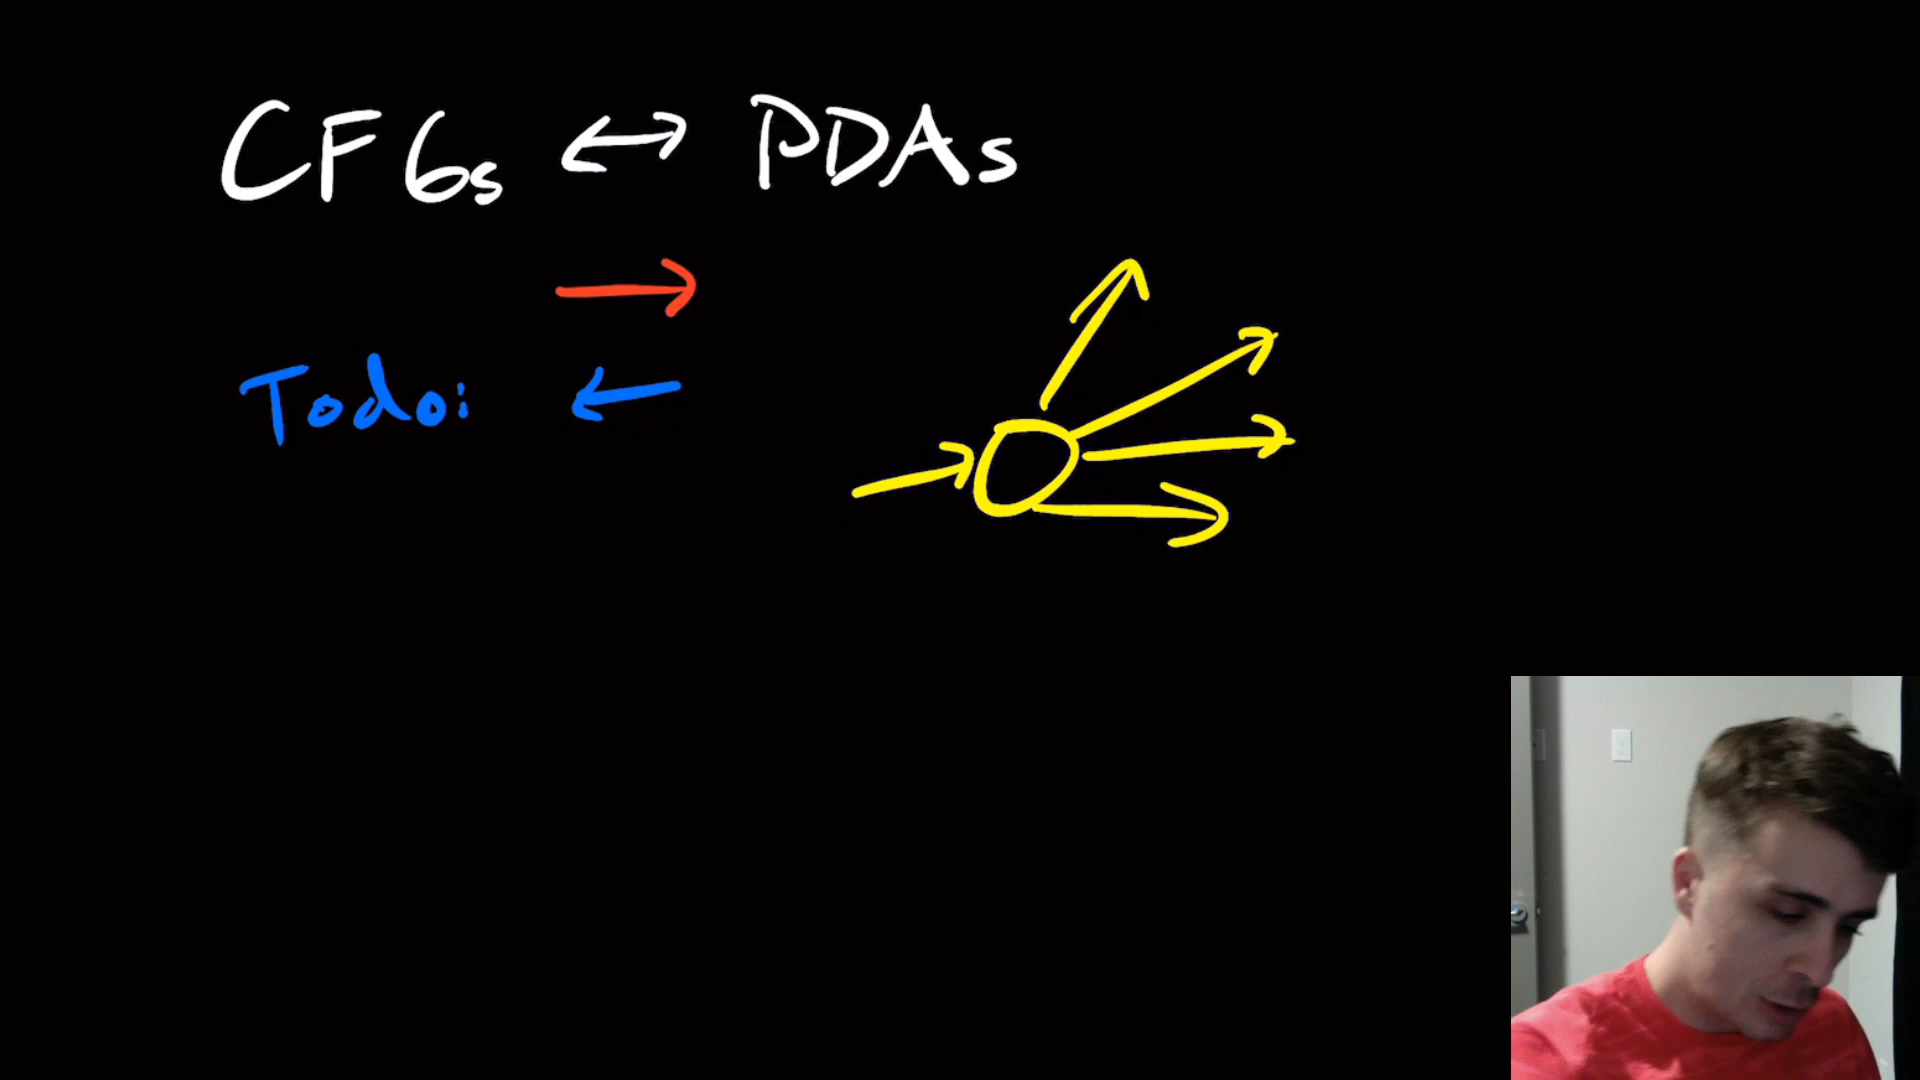 CFGs ↔ PDAs
→
Todo: ←